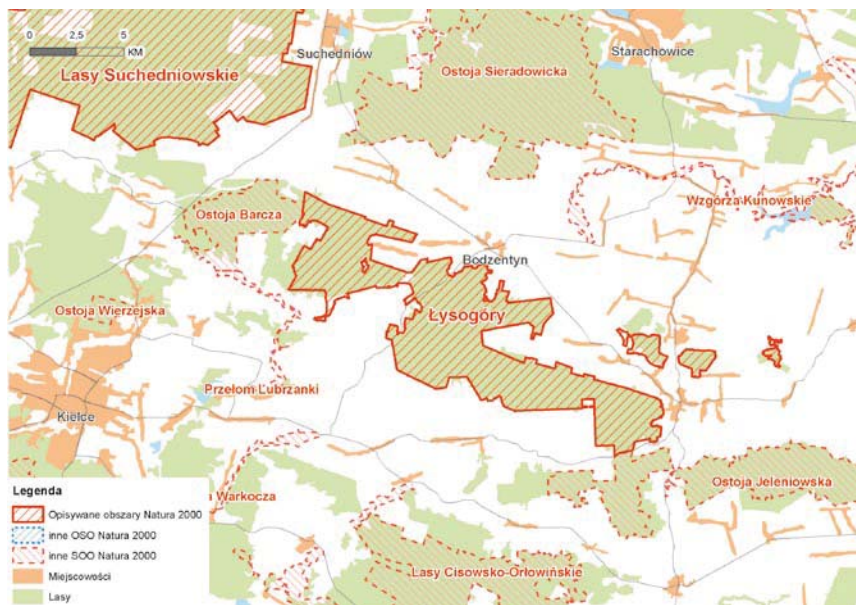 0 2,5 5
KM
Suchedniów
Starachowice
Lasy Suchedniowskie
Ostoja Sieradowicka
Ostoja Barcza
Wzgórza Kunowskie
Bodzentyn
Łysogóry
Ostoja Wierzejska
Przełom Lubrzanki
Kielce
Ostoja Jeleniowska
a Warkocza
Lasy Cisowsko-Orłowińskie
Legenda
Opisywane obszary Natura 2000
inne OSO Natura 2000
inne SOO Natura 2000
Miejscowości
Lasy